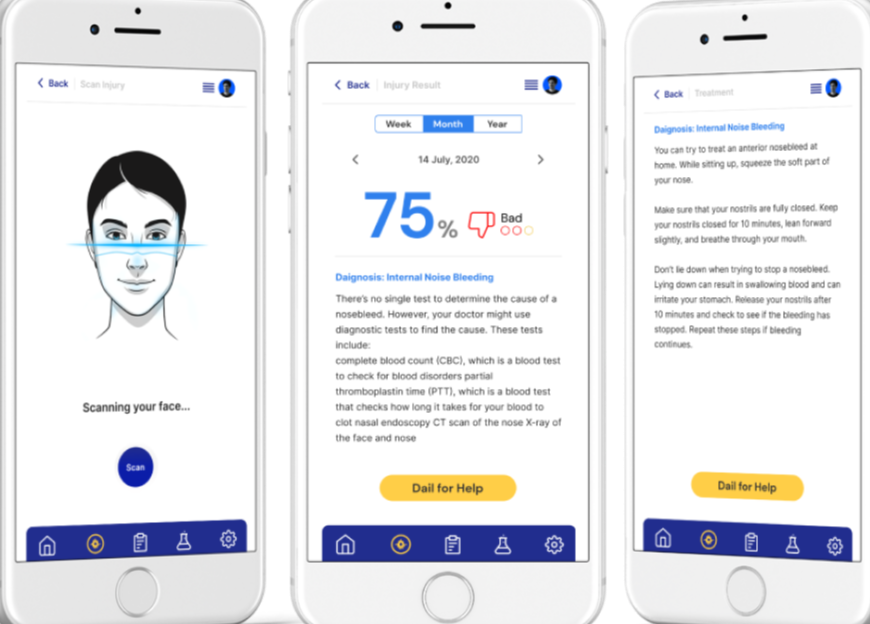 Back Scan Injury
Scanning your face...
Scan
Back Injury Result
Week Month Year
14 July, 2020
75% Bad
Daignosis: Internal Noise Bleeding
There's no single test to determine the cause of a
nosebleed. However, your doctor might use
diagnostic tests to find the cause. These tests
include:
complete blood count (CBC), which is a blood test
to check for blood disorders partial
thromboplastin time (PTT), which is a blood test
that checks how long it takes for your blood to
clot nasal endoscopy CT scan of the nose X-ray of
the face and nose
Dail for Help
Back Treatment
Daignosis: Internal Noise Bleeding
You can try to treat an anterior nosebleed at
home. While sitting up, squeeze the soft part of
your nose.
Make sure that your nostrils are fully closed. Keep
your nostrils closed for 10 minutes, lean forward
slightly, and breathe through your mouth.
Don't lie down when trying to stop a nosebleed.
Lying down can result in swallowing blood and can
irritate your stomach. Release your nostrils after
10 minutes and check to see if the bleeding has
stopped. Repeat these steps if bleeding
continues.
Dail for Help